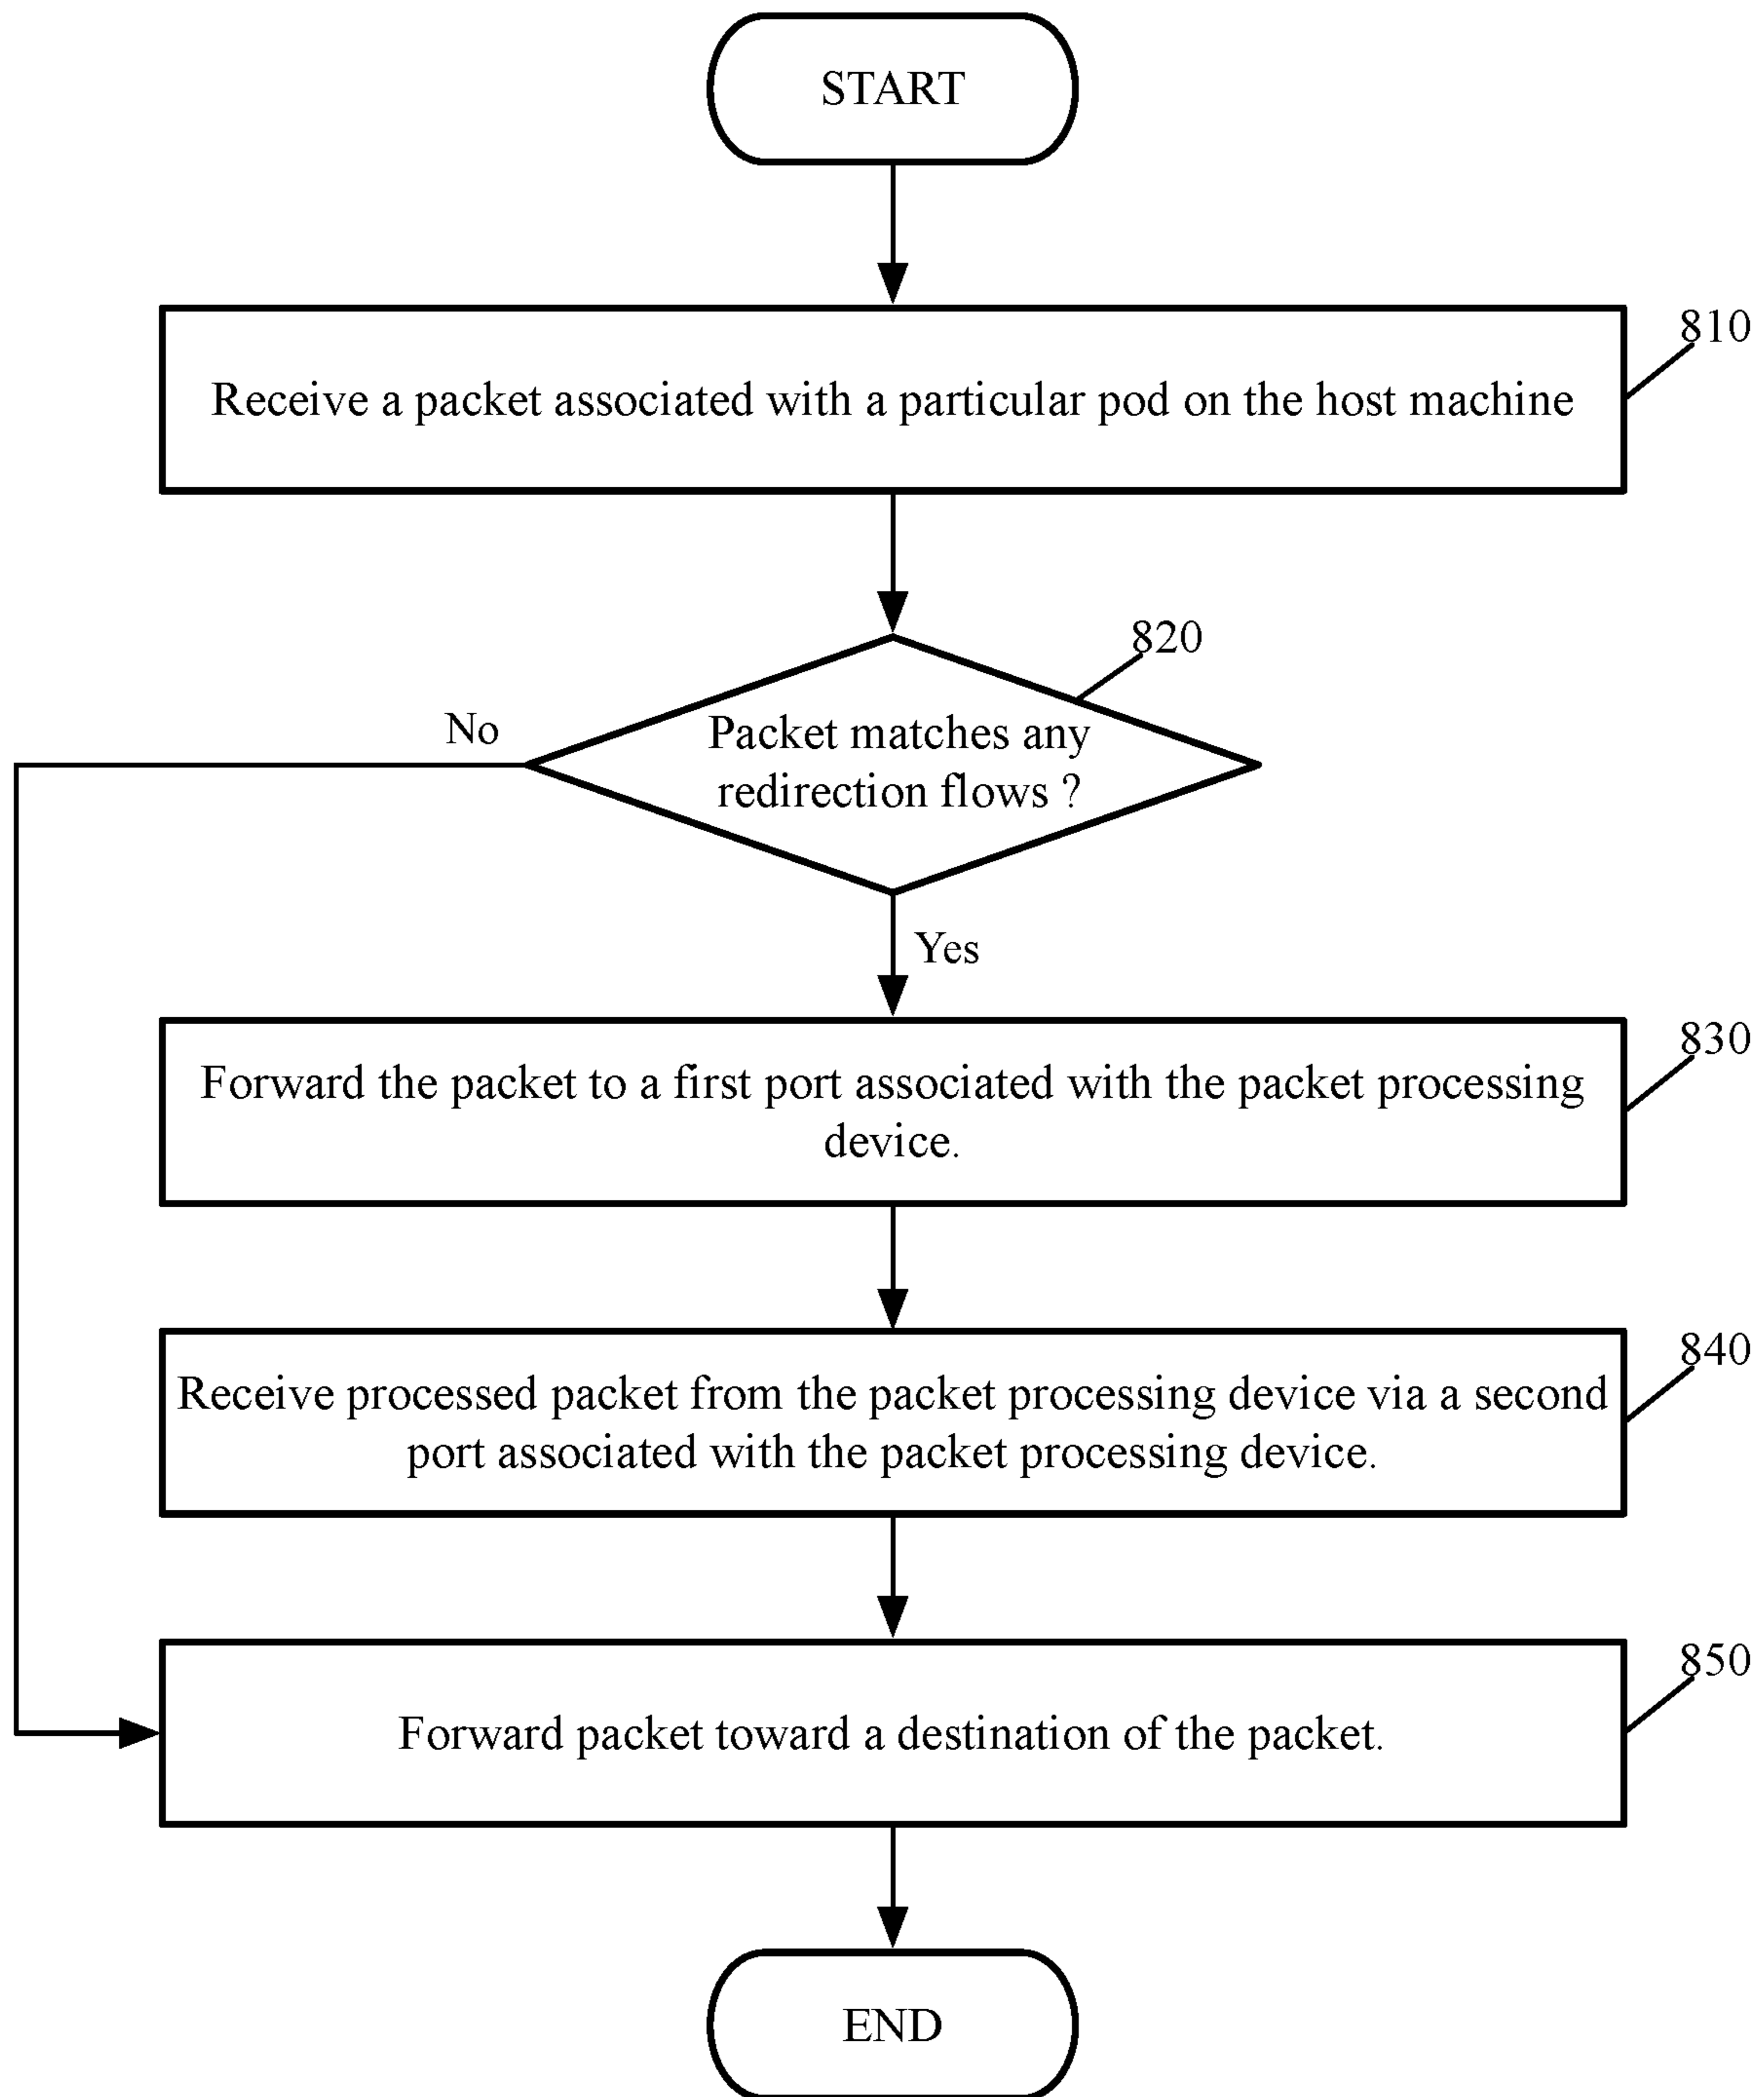 START
810
Receive a packet associated with a particular pod on the host machine
820
No
Packet matches any
redirection flows ?
Yes
830
Forward the packet to a first port associated with the packet processing
device.
840
Receive processed packet from the packet processing device via a second
port associated with the packet processing device.
850
Forward packet toward a destination of the packet.
END